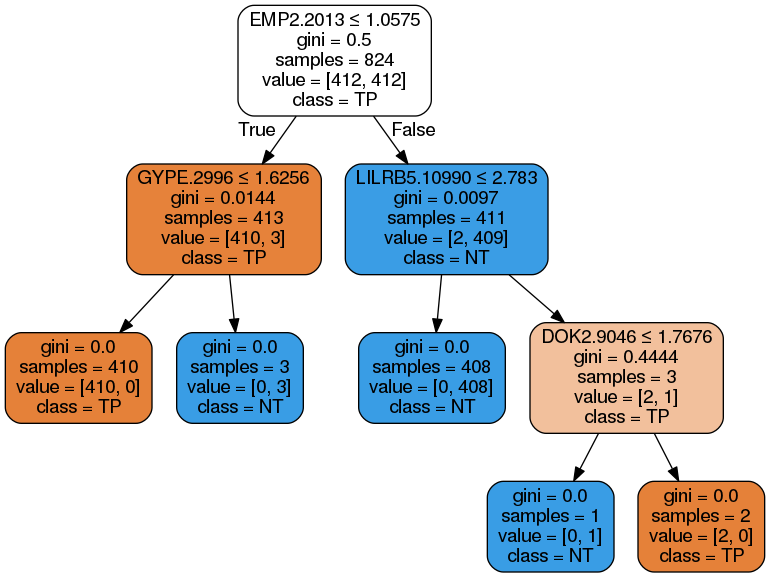 EMP2.2013 ≤ 1.0575
gini = 0.5
samples = 824
value = [412, 412]
class = TP
True
False
GYPE.2996 ≤ 1.6256
gini = 0.0144
samples = 413
value = [410, 3]
class = TP
LILRB5.10990 ≤ 2.783
gini = 0.0097
samples = 411
value = [2, 409]
class = NT
gini = 0.0
samples = 410
value = [410, 0]
class = TP
gini = 0.0
samples = 3
value = [0, 3]
class = NT
gini = 0.0
samples = 408
value = [0, 408]
class = NT
DOK2.9046 ≤ 1.7676
gini = 0.4444
samples = 3
value = [2, 1]
class = TP
gini = 0.0
samples = 1
value = [0, 1]
class = NT
gini = 0.0
samples = 2
value = [2, 0]
class = TP